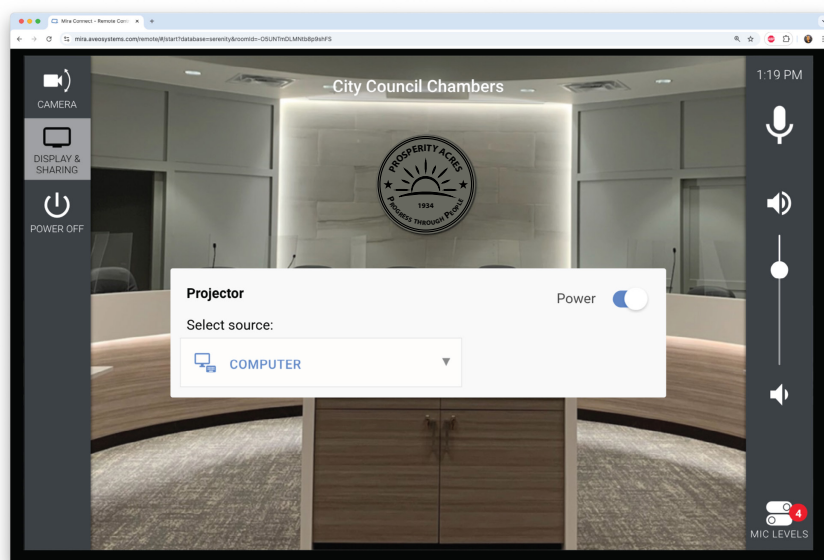 Mira Connect - Remote Cont
mira.aveosystems.com/remote/#/start?database=serenity&roomId=-O5UNTmDLMNtb8p9shFS
City Council Chambers
1:19 PM
CAMERA
DISPLAY &
SHARING
POWER OFF
PROSPERITY ACRES
1934
PROGRESS THROUGH PEOPLE
Projector
Power
Select source:
COMPUTER
4
MIC LEVELS